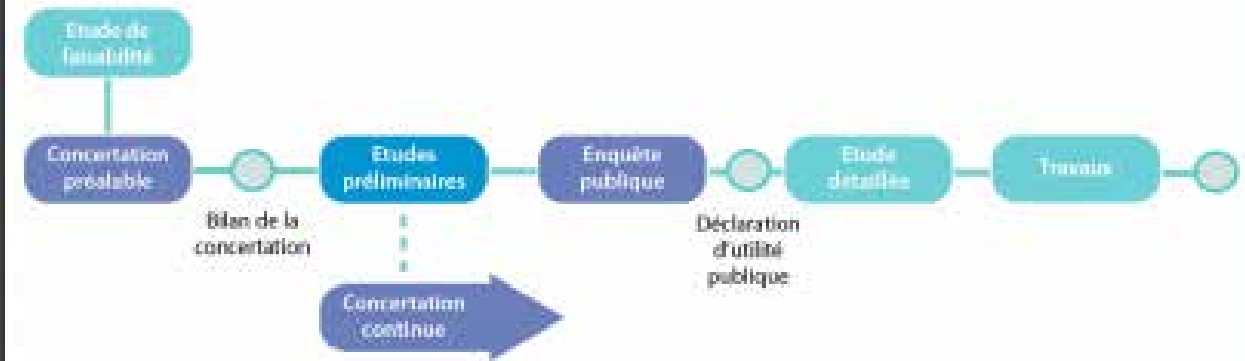 Etude de
faisabilité
Concertation
préalable
Bilan de la
concertation
Etudes
préliminaires
Concertation
continue
Enquête
publique
Déclaration
d'utilité
publique
Etude
détaillée
Travaux